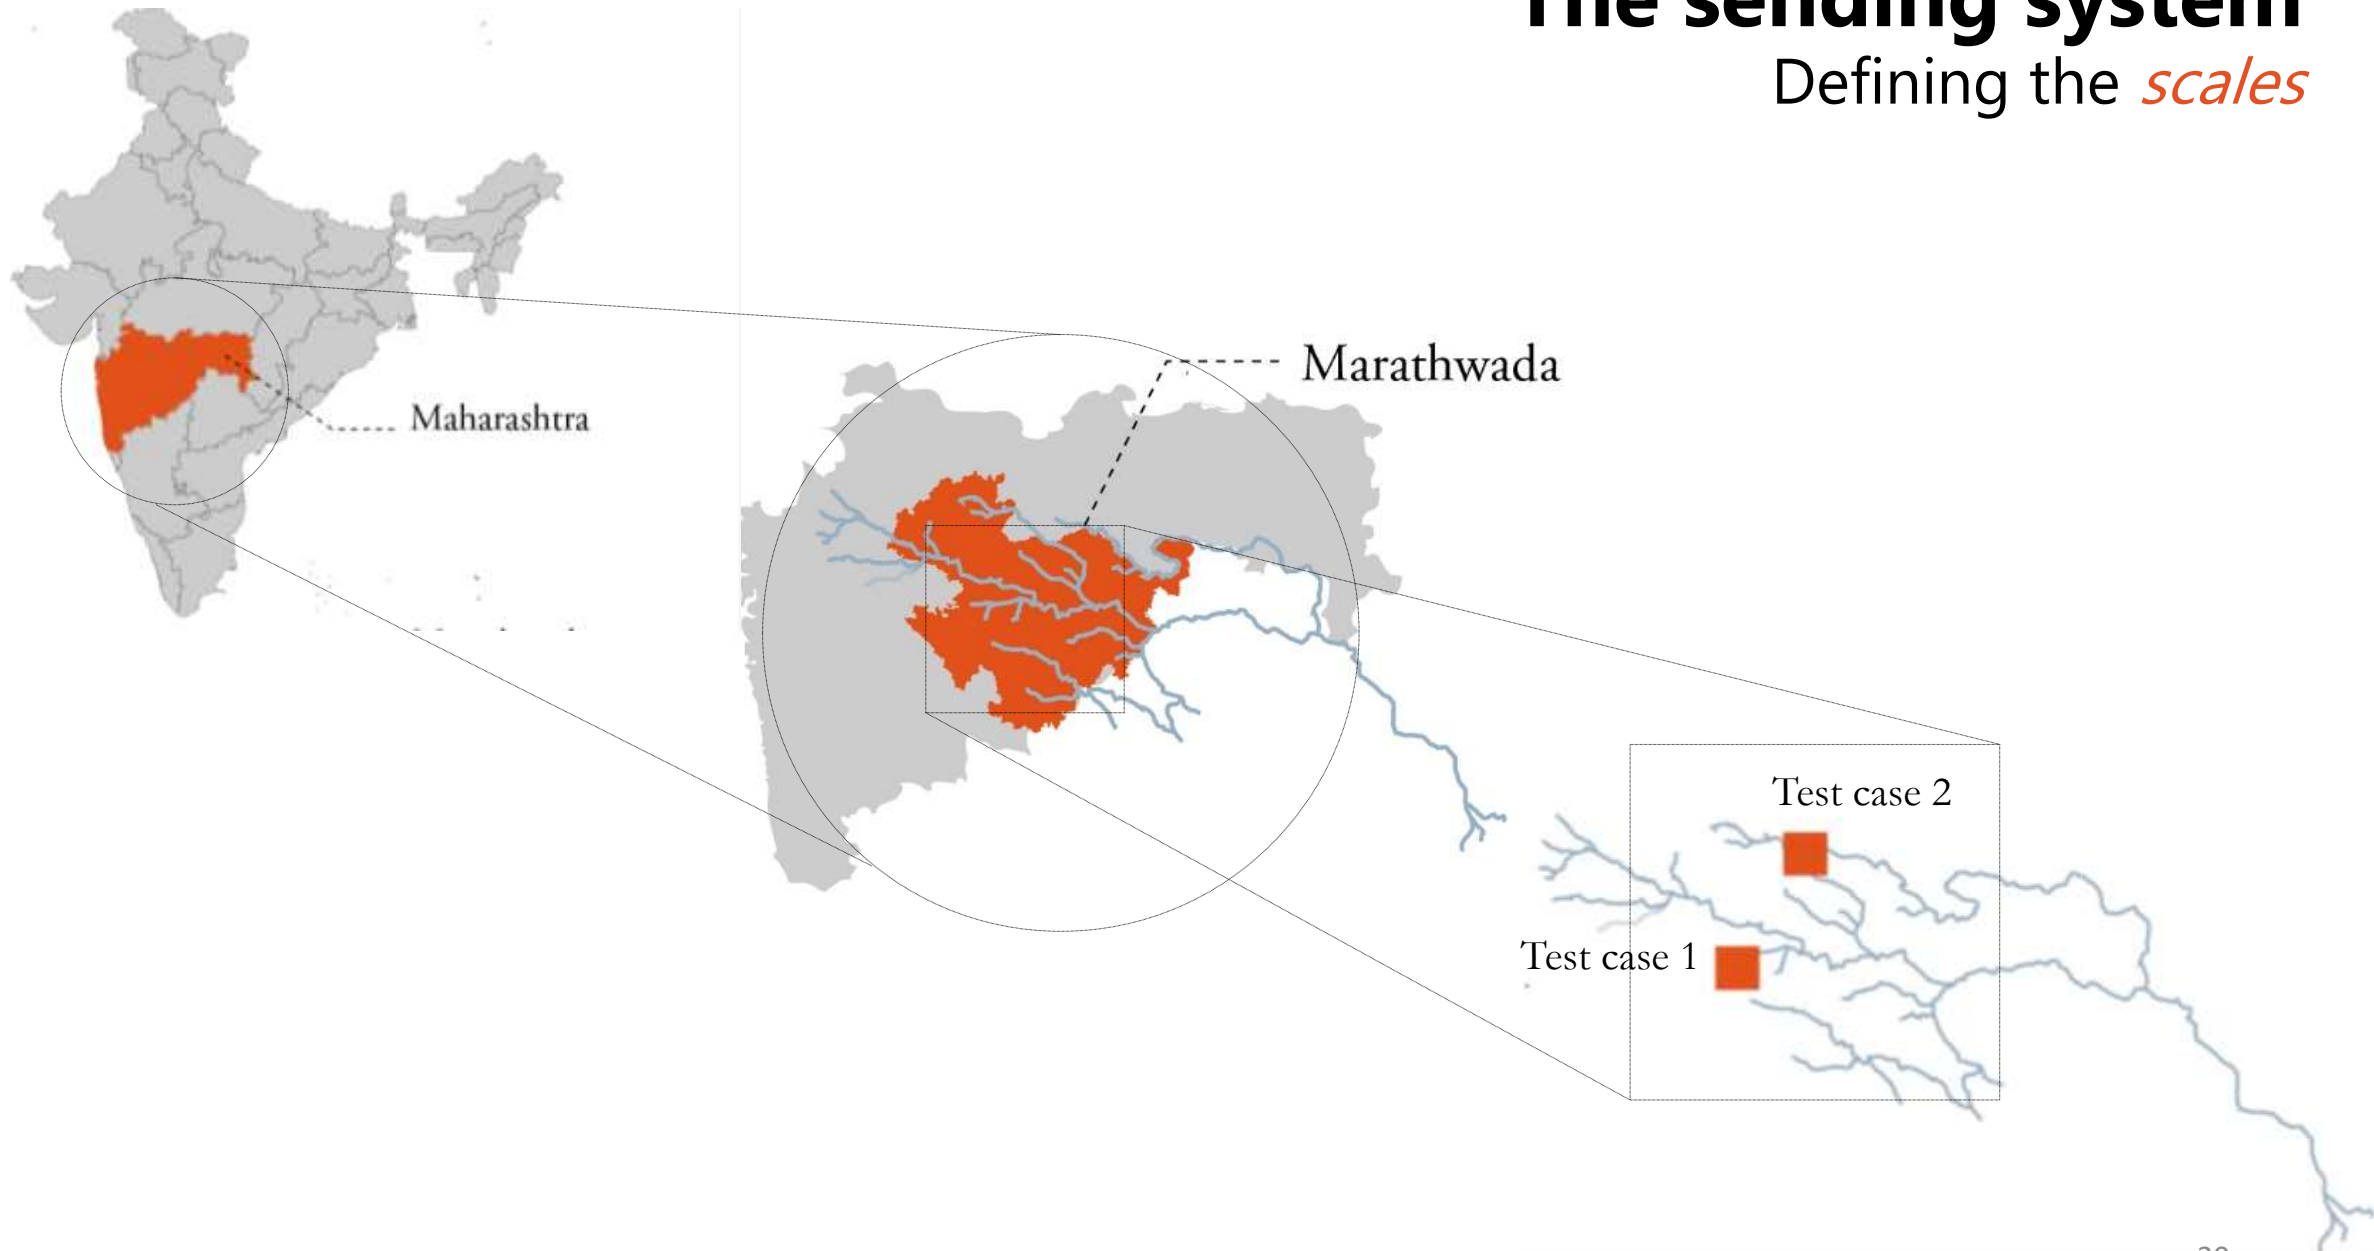 The sending system
Defining the scales
Marathwada
Maharashtra
Test case 2
Test case 1